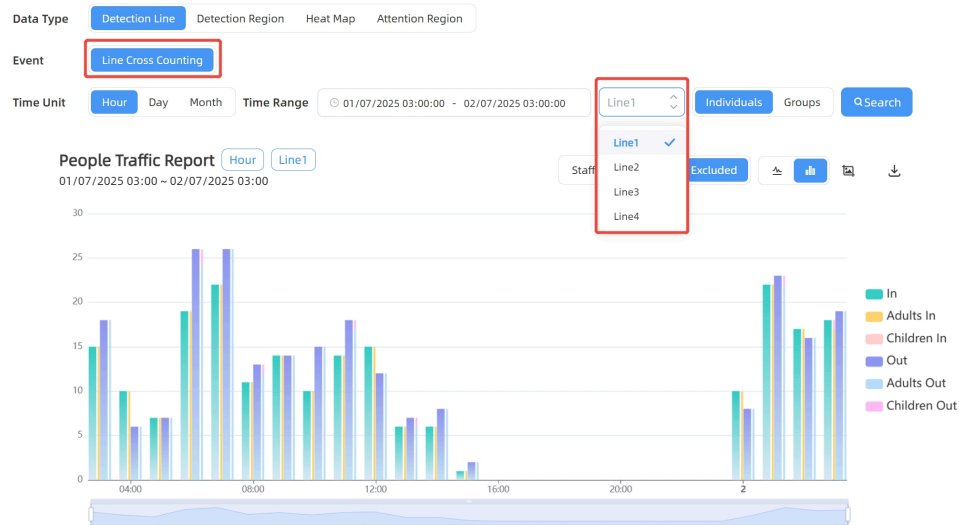 Data Type Detection Line Detection Region Heat Map Attention Region
Event Line Cross Counting
Time Unit Hour Day Month Time Range 01/07/2025 03:00:00 - 02/07/2025 03:00:00 Line1 Individuals Groups Search
Line1
Line2
Line3
Line4
People Traffic Report Hour Line1
01/07/2025 03:00 ~ 02/07/2025 03:00
Staff Excluded
30
25
20
15
10
5
0
04:00 08:00 12:00 16:00 20:00 2
In
Adults In
Children In
Out
Adults Out
Children Out